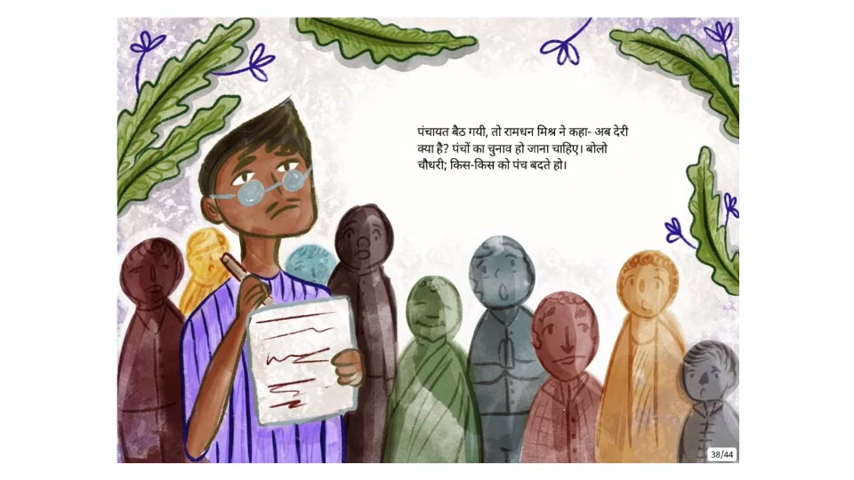 पंचायत बैठ गयी, तो रामधन मिश्र ने कहा- अब देरी
क्या है? पंचों का चुनाव हो जाना चाहिए। बोलो
चौधरी; किस-किस को पंच बदते हो।
38/44